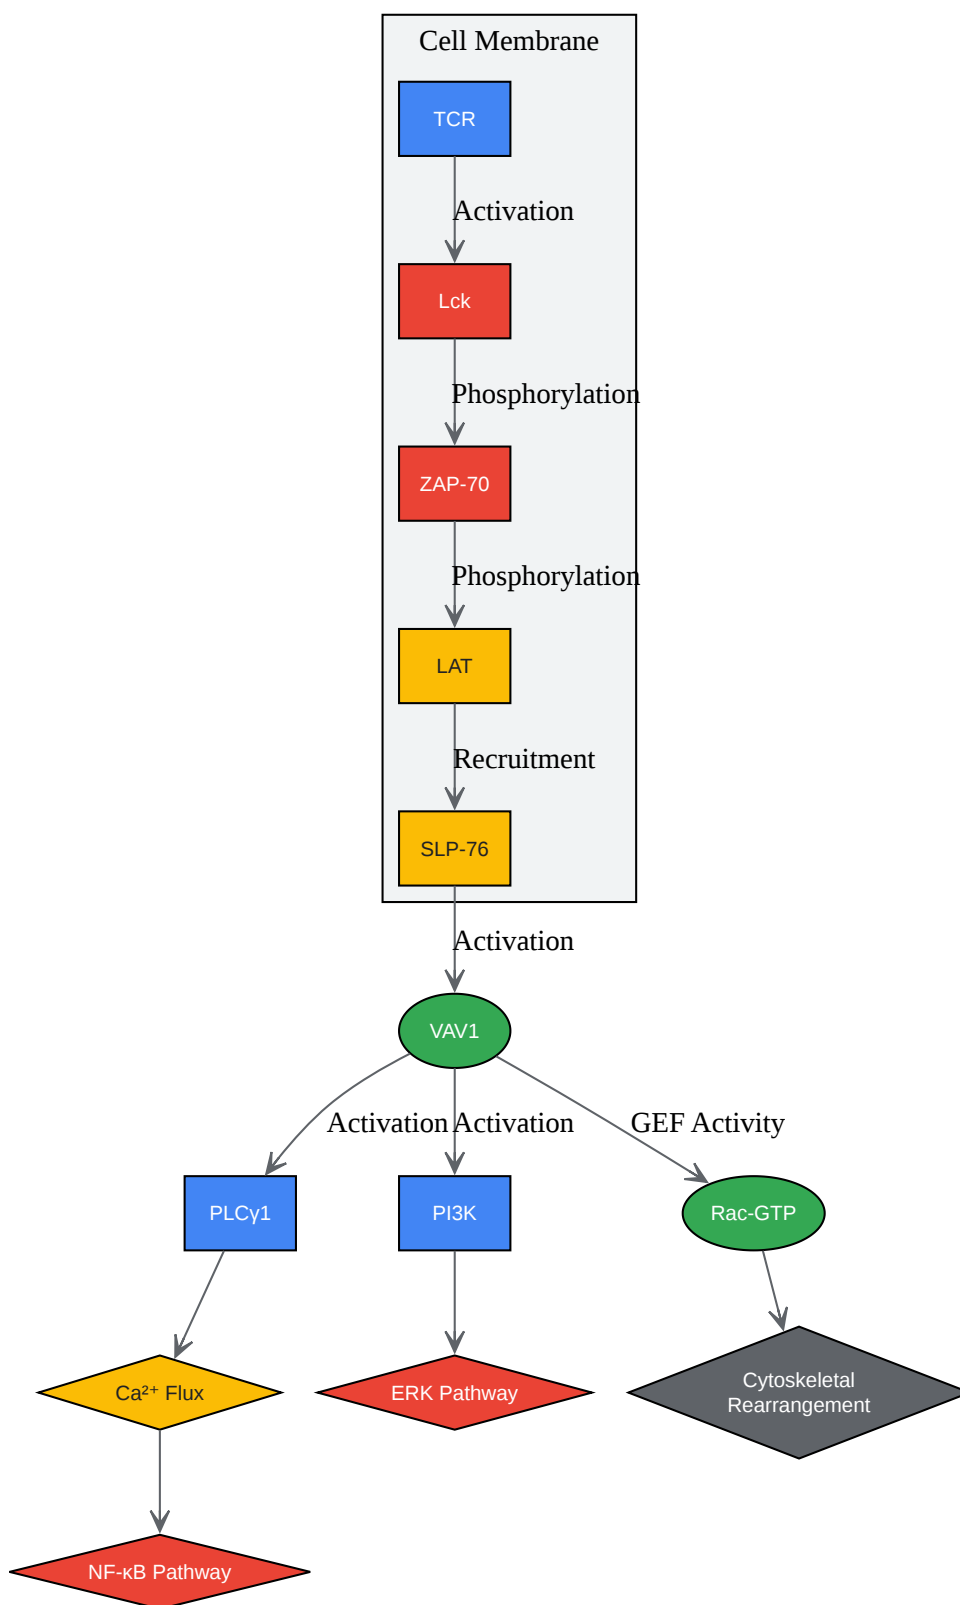 Cell Membrane
TCR
Activation
Lck
Phosphorylation
ZAP-70
Phosphorylation
LAT
Recruitment
SLP-76
Activation
VAV1
Activation
Activation
GEF Activity
PLCγ1
PI3K
Rac-GTP
Ca²⁺ Flux
ERK Pathway
Cytoskeletal
Rearrangement
NF-κB Pathway